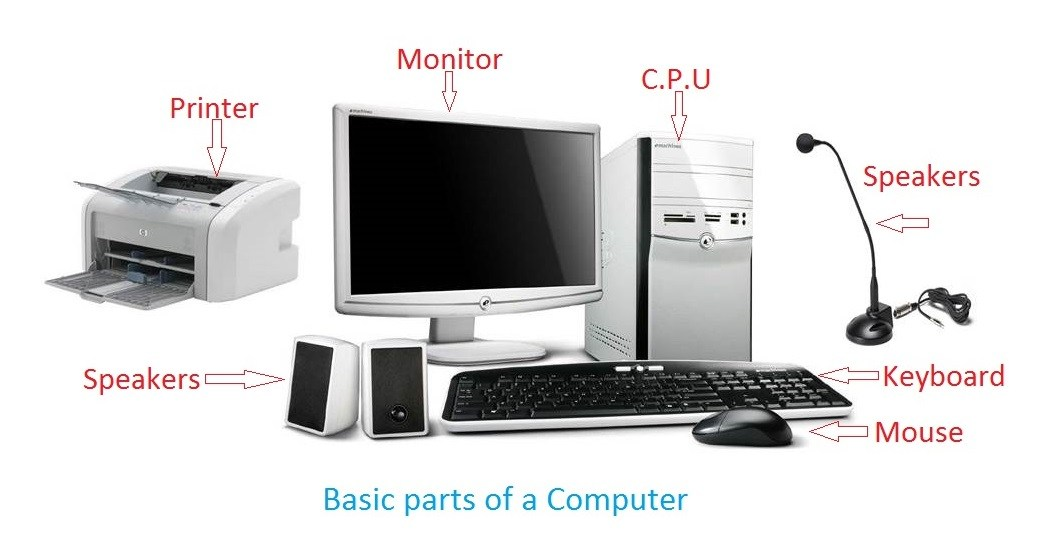 Monitor
C.P.U
Printer
Speakers
Speakers
Keyboard
Mouse
Basic parts of a Computer